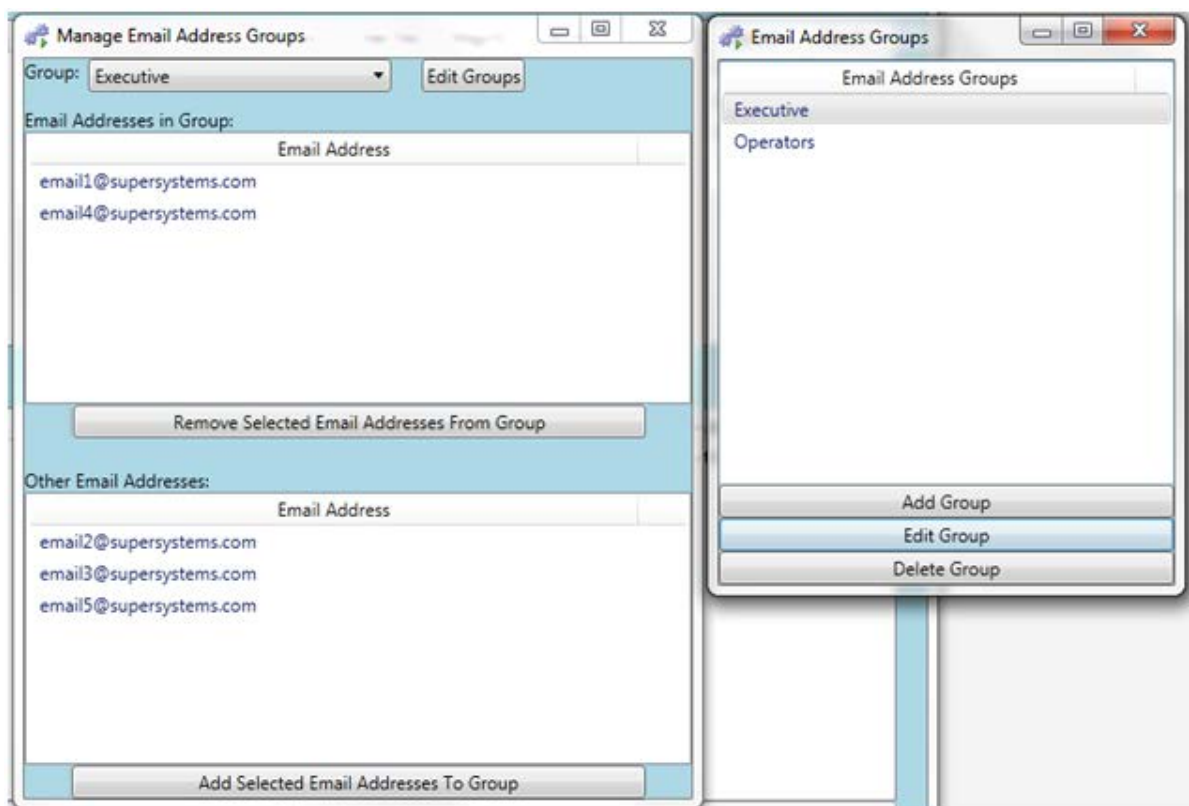 Manage Email Address Groups
Group: Executive Edit Groups
Email Addresses in Group:
Email Address
email1@supersystems.com
email4@supersystems.com
Remove Selected Email Addresses From Group
Other Email Addresses:
Email Address
email2@supersystems.com
email3@supersystems.com
email5@supersystems.com
Add Selected Email Addresses To Group
Email Address Groups
Email Address Groups
Executive
Operators
Add Group
Edit Group
Delete Group